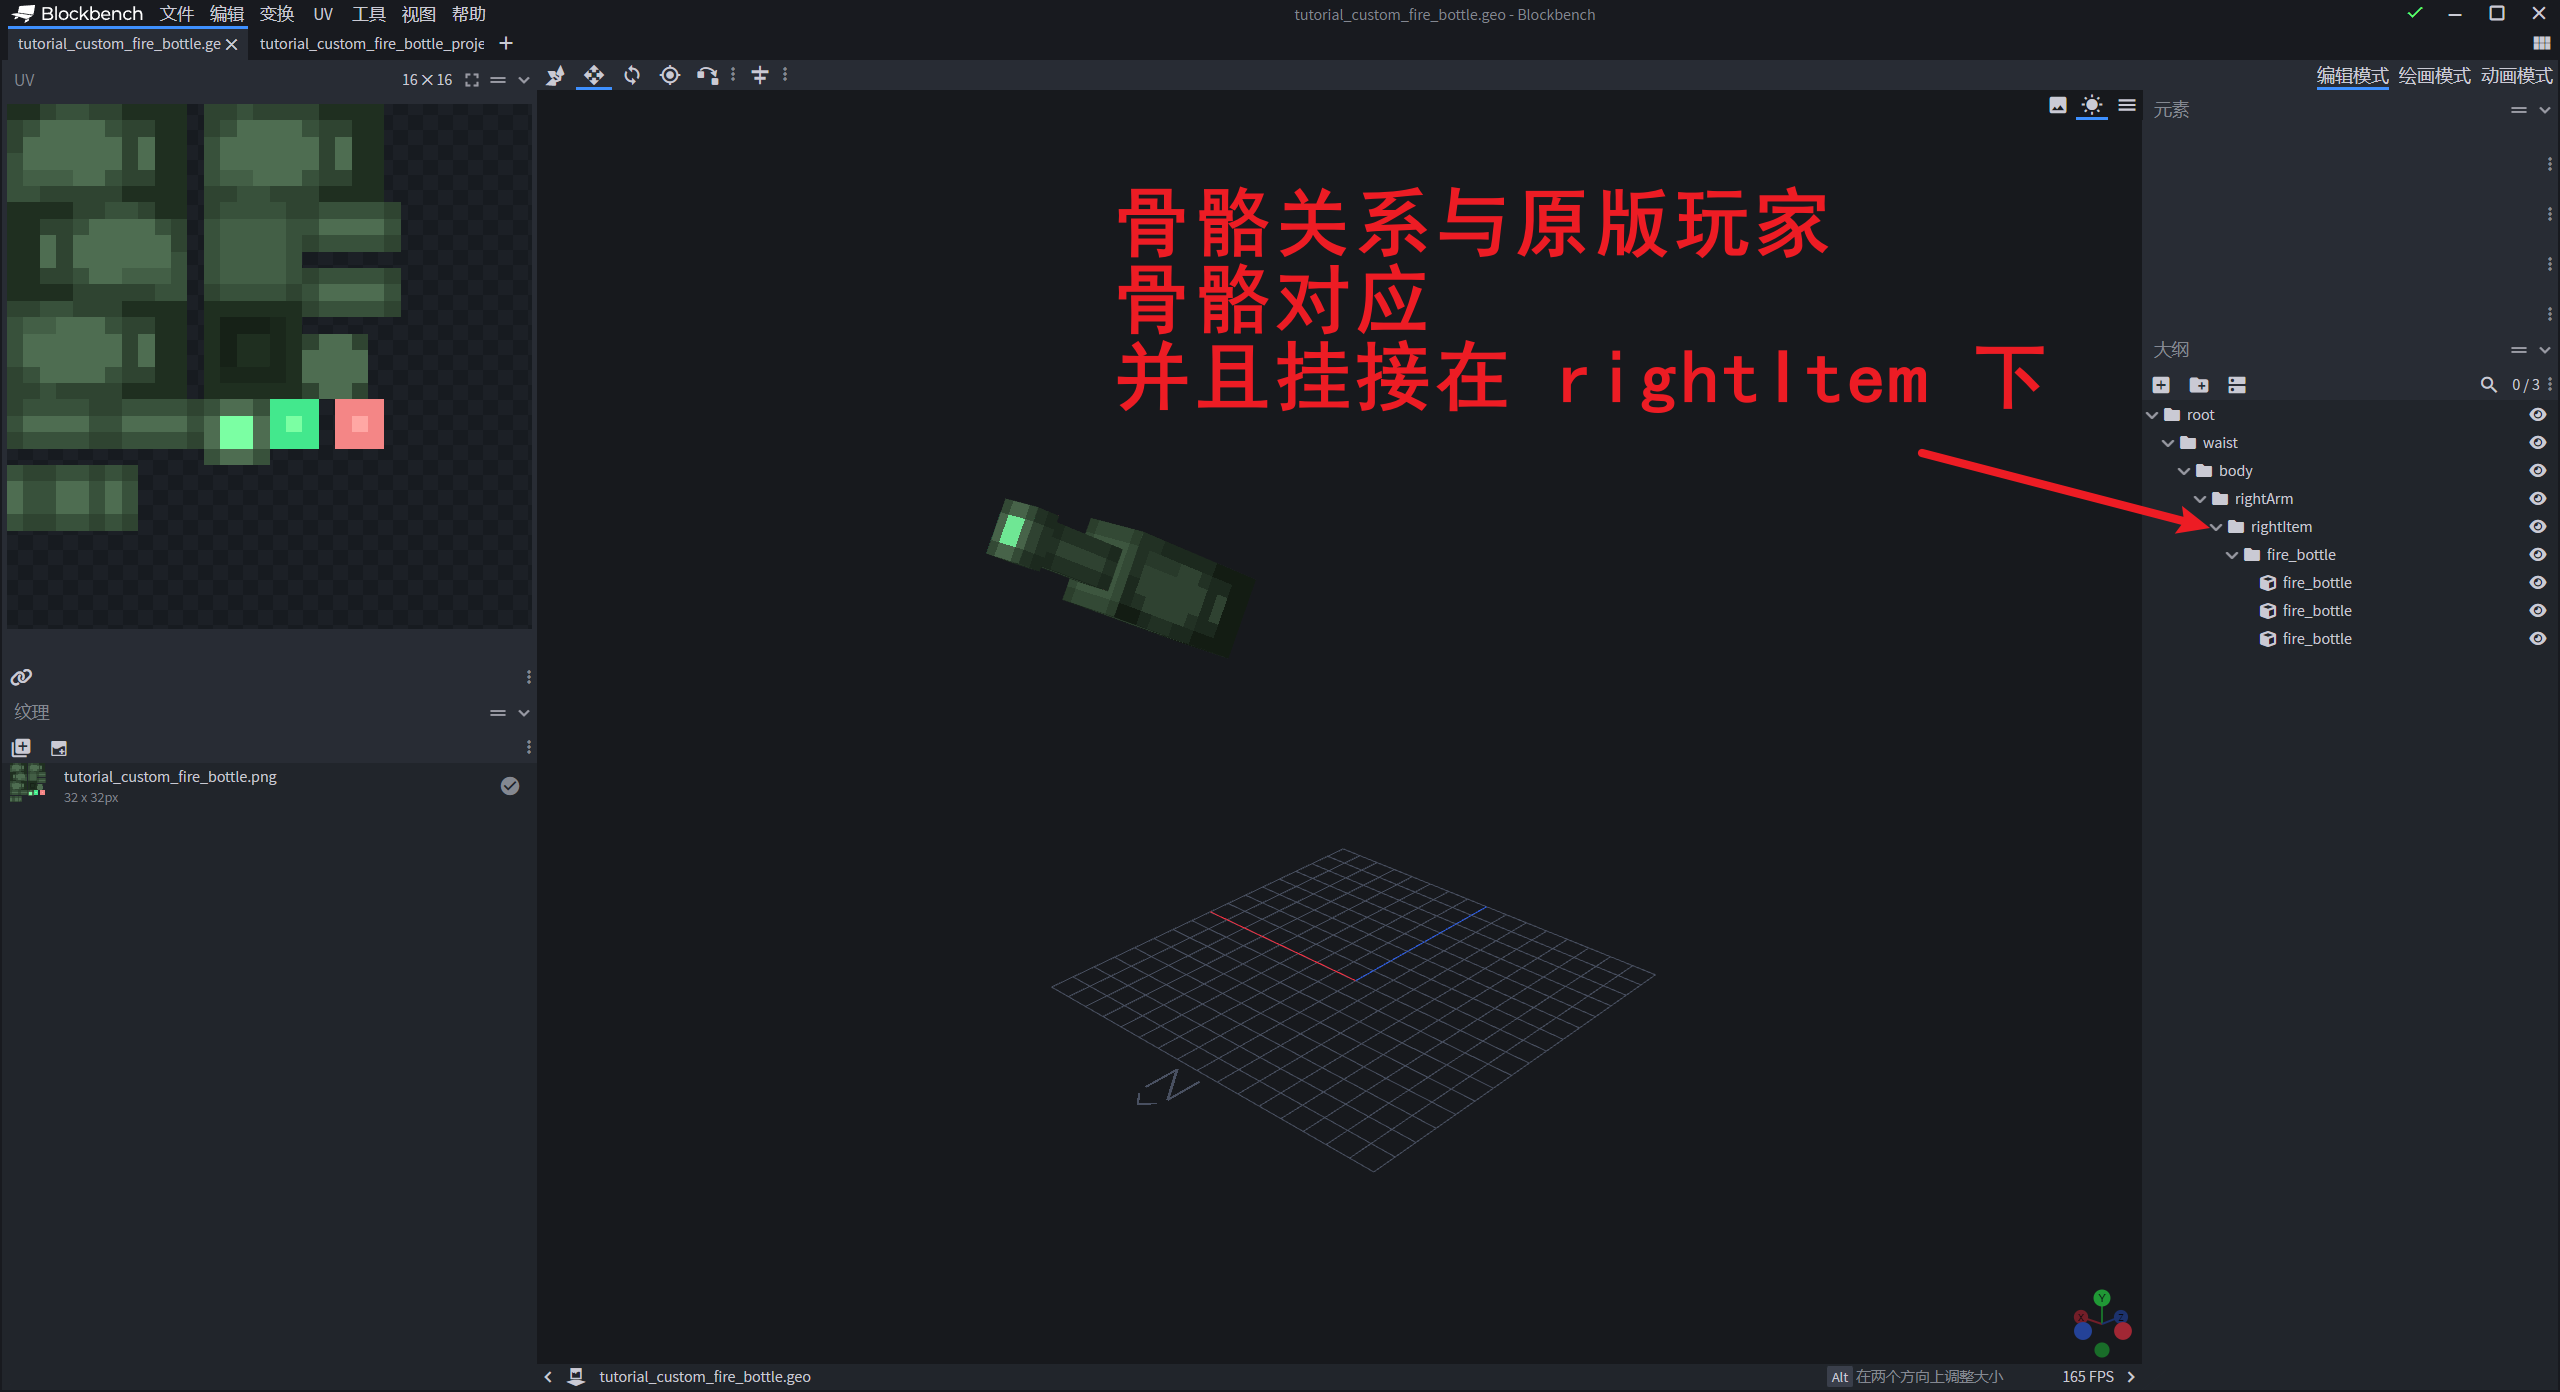 Blockbench 文件 编辑 变换 UV 工具 视图 帮助
tutorial_custom_fire_bottle.geo - Blockbench
tutorial_custom_fire_bottle.ge
tutorial_custom_fire_bottle_proje
UV
16×16
编辑模式 绘画模式 动画模式
元素
骨骼关系与原版玩家
骨骼对应
并且挂接在 rightItem 下
大纲
0 / 3
root
waist
body
rightArm
rightItem
fire_bottle
fire_bottle
fire_bottle
fire_bottle
纹理
tutorial_custom_fire_bottle.png
32 x 32px
N
Y
X
Z
tutorial_custom_fire_bottle.geo
Alt 在两个方向上调整大小
165 FPS